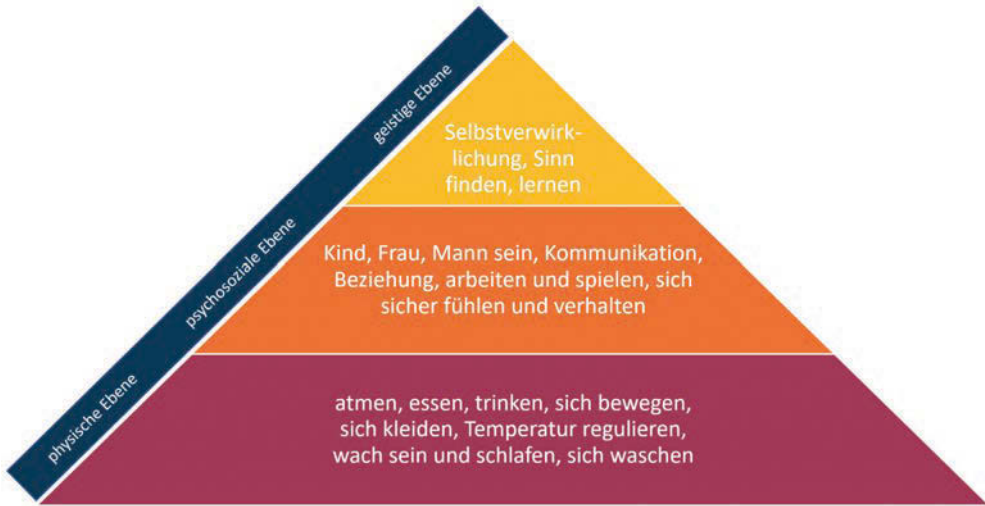 geistige Ebene
Selbstverwirk-
lichung, Sinn
finden, lernen
psychosoziale Ebene
Kind, Frau, Mann sein, Kommunikation,
Beziehung, arbeiten und spielen, sich
sicher fühlen und verhalten
physische Ebene
atmen, essen, trinken, sich bewegen,
sich kleiden, Temperatur regulieren,
wach sein und schlafen, sich waschen